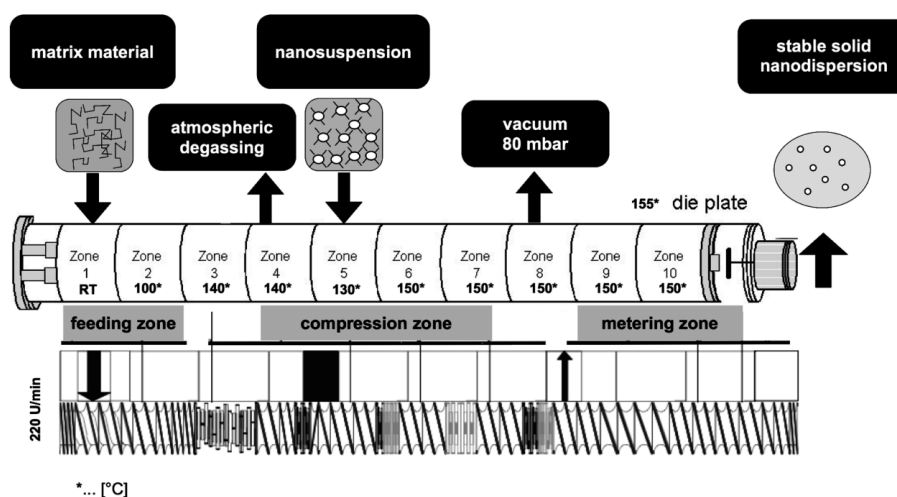 matrix material
nanosuspension
stable solid
nanodispersion
atmospheric
degassing
vacuum
80 mbar
155* die plate
Zone
1
RT
Zone
2
100*
Zone
3
140*
Zone
4
140*
Zone
5
130*
Zone
6
150*
Zone
7
150*
Zone
8
150*
Zone
9
150*
Zone
10
150*
feeding zone
compression zone
metering zone
220 U/min
*... [°C]